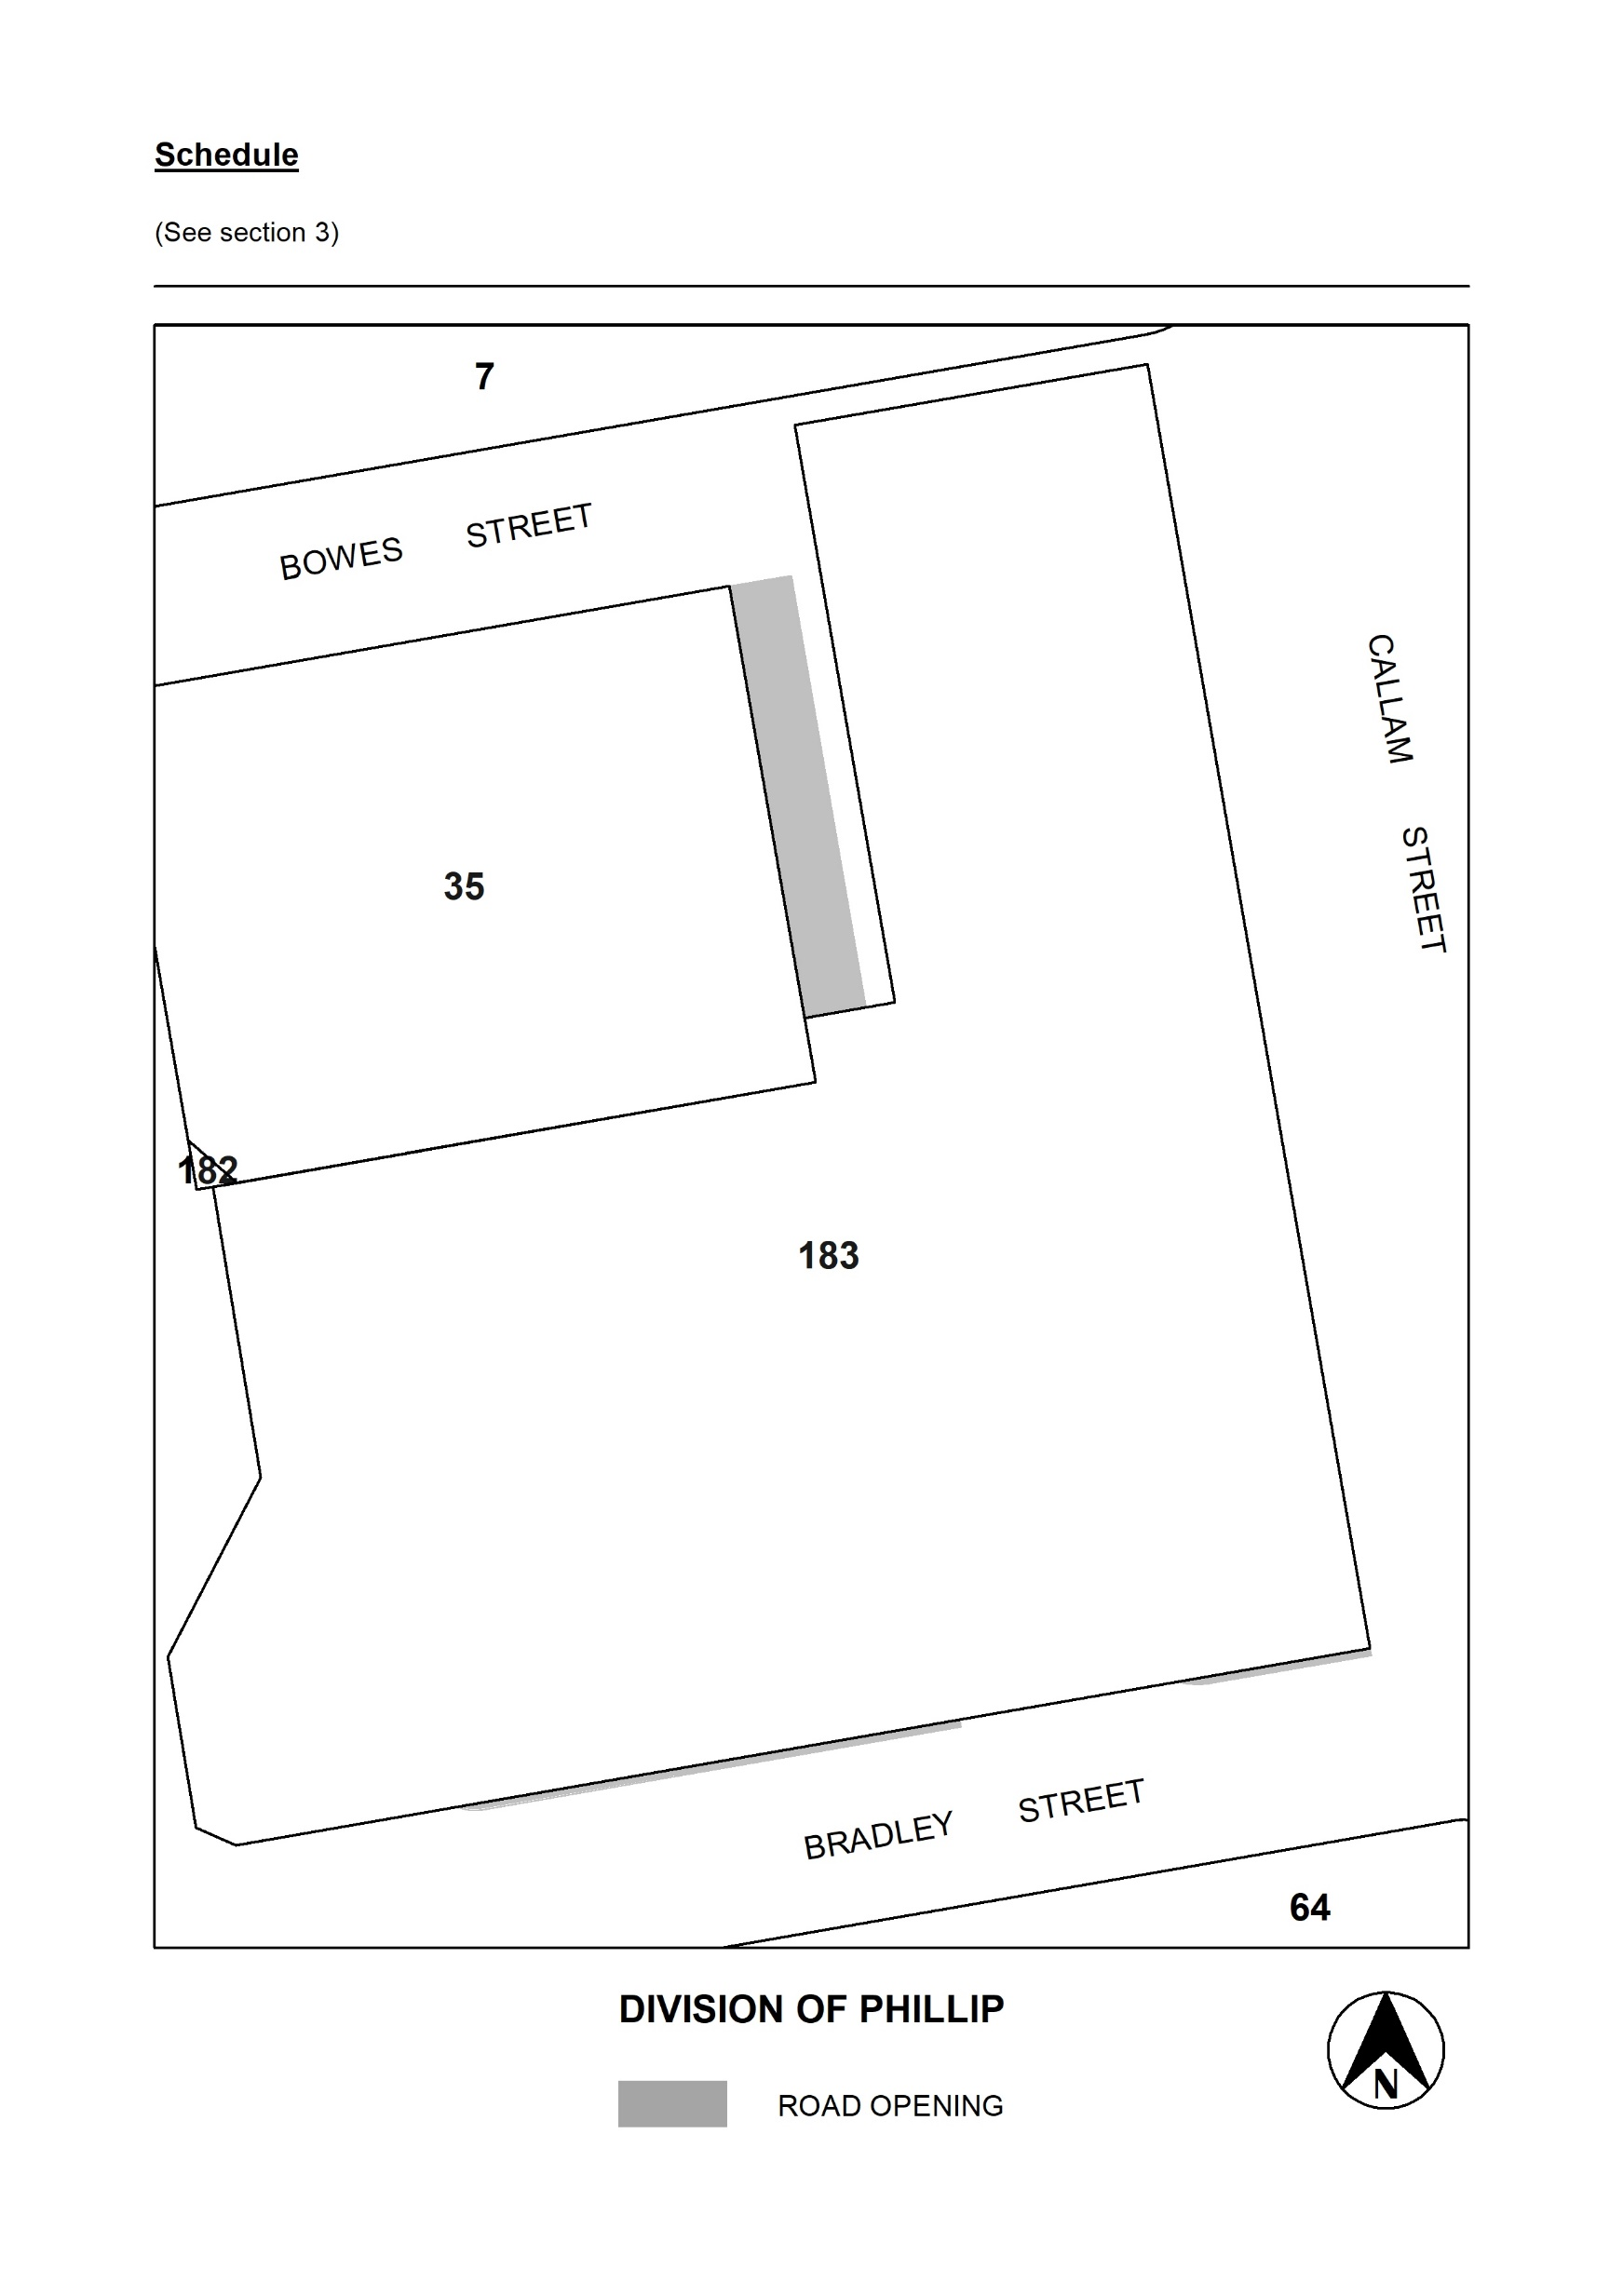 Schedule
(See section 3)
7
BOWES STREET
CALLAM STREET
35
182
183
BRADLEY STREET
64
DIVISION OF PHILLIP
ROAD OPENING
N